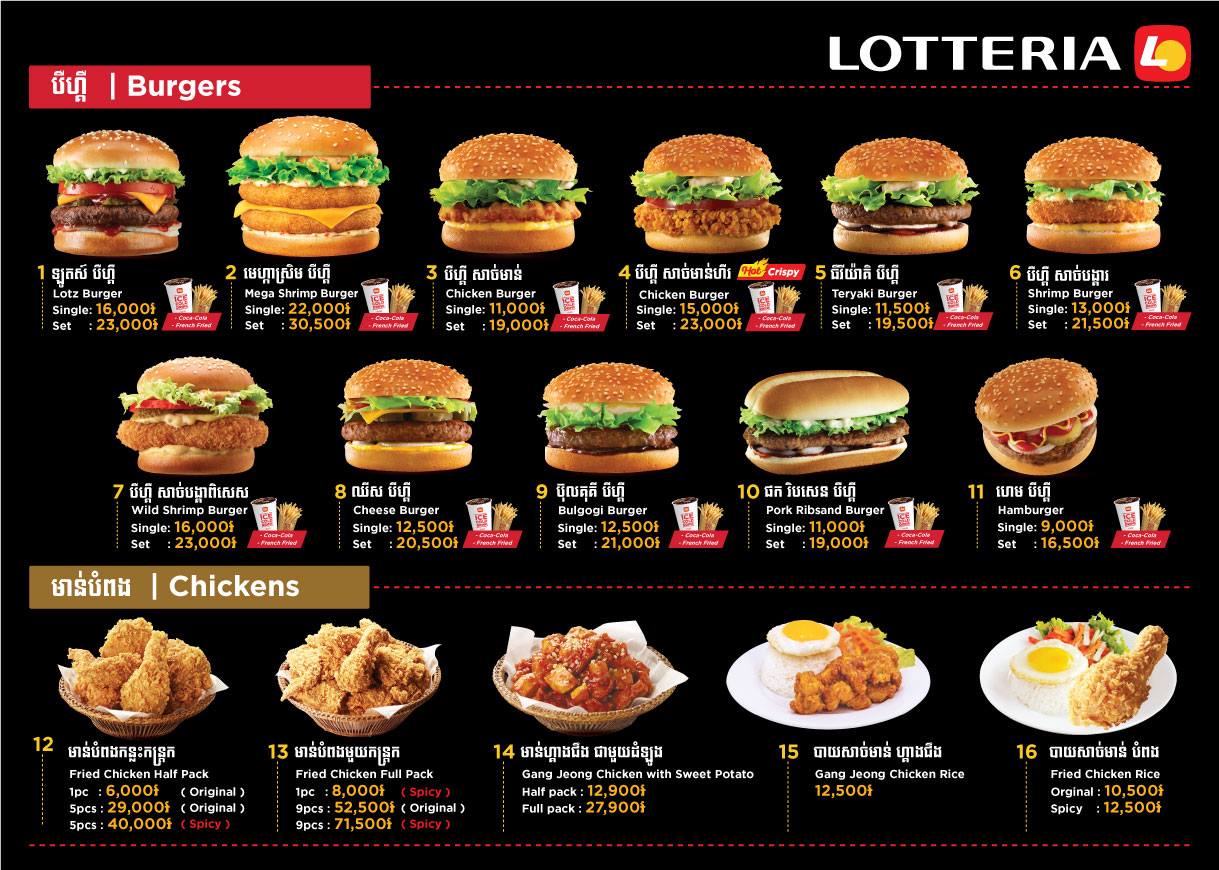 LOTTERIA
បឺហ្គឺ | Burgers
1 ឡូតស៍ បឺហ្គឺ
Lotz Burger
Single: 16,000៛
Set : 23,000៛
- Coca-Cola
- French Fried
2 មេហ្គាស្រិម បឺហ្គឺ
Mega Shrimp Burger
Single: 22,000៛
Set : 30,500៛
- Coca-Cola
- French Fried
3 បឺហ្គឺ សាច់មាន់
Chicken Burger
Single: 11,000៛
Set : 19,000៛
- Coca-Cola
- French Fried
4 បឺហ្គឺ សាច់មាន់ហឹរ Hot Crispy
Chicken Burger
Single: 15,000៛
Set : 23,000៛
- Coca-Cola
- French Fried
5 ធីរីយ៉ាគិ បឺហ្គឺ
Teryaki Burger
Single: 11,500៛
Set : 19,500៛
- Coca-Cola
- French Fried
6 បឺហ្គឺ សាច់បង្គារ
Shrimp Burger
Single: 13,000៛
Set : 21,500៛
- Coca-Cola
- French Fried
7 បឺហ្គឺ សាច់បង្គាពិសេស
Wild Shrimp Burger
Single: 16,000៛
Set : 23,000៛
- Coca-Cola
- French Fried
8 ឈីស បឺហ្គឺ
Cheese Burger
Single: 12,500៛
Set : 20,500៛
- Coca-Cola
- French Fried
9 ប៊ុលគុគី បឺហ្គឺ
Bulgogi Burger
Single: 12,500៛
Set : 21,000៛
- Coca-Cola
- French Fried
10 ផក រិបសេន បឺហ្គឺ
Pork Ribsand Burger
Single: 11,000៛
Set : 19,000៛
- Coca-Cola
- French Fried
11 ហេម បឺហ្គឺ
Hamburger
Single: 9,000៛
Set : 16,500៛
- Coca-Cola
- French Fried
មាន់បំពង | Chickens
12 មាន់បំពងកន្លះកន្ត្រក
Fried Chicken Half Pack
1pc : 6,000៛ ( Original )
5pcs : 29,000៛ ( Original )
5pcs : 40,000៛ ( Spicy )
13 មាន់បំពងមួយកន្ត្រក
Fried Chicken Full Pack
1pc : 8,000៛ ( Spicy )
9pcs : 52,500៛ ( Original )
9pcs : 71,500៛ ( Spicy )
14 មាន់ហ្គាងជឹង ជាមួយដំឡូង
Gang Jeong Chicken with Sweet Potato
Half pack : 12,900៛
Full pack : 27,900៛
15 បាយសាច់មាន់ ហ្គាងជឹង
Gang Jeong Chicken Rice
12,500៛
16 បាយសាច់មាន់ បំពង
Fried Chicken Rice
Orginal : 10,500៛
Spicy : 12,500៛